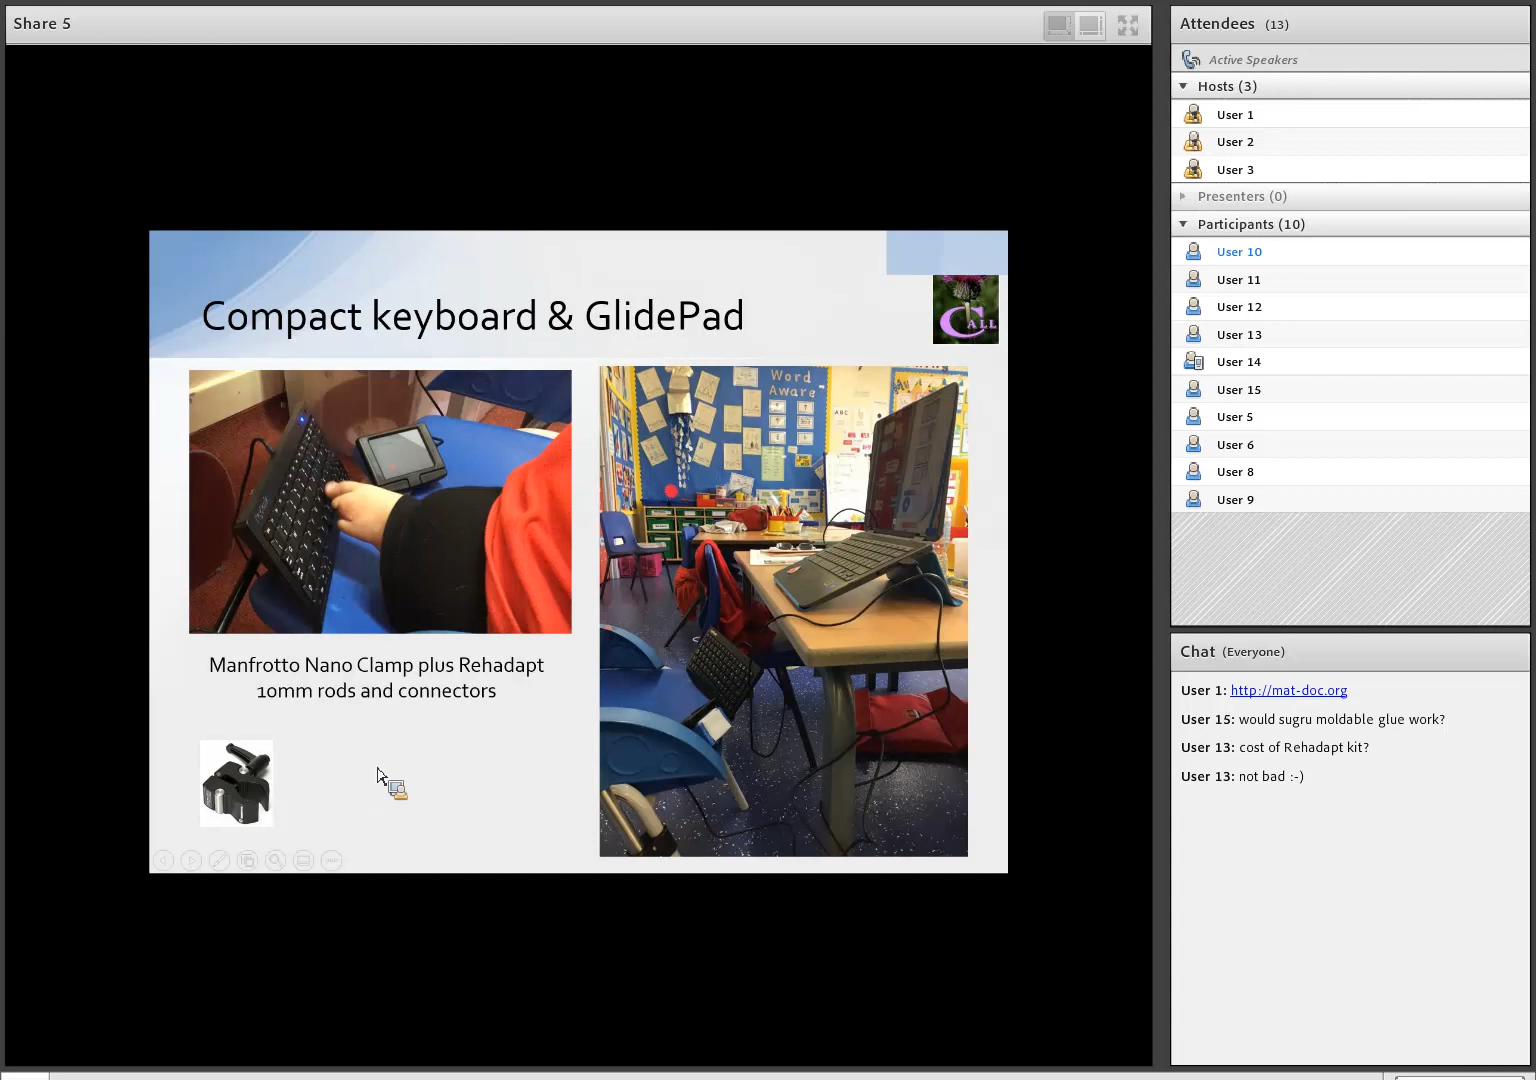 Share 5
Compact keyboard & GlidePad
CALL
Word
Aware
ABC
Manfrotto Nano Clamp plus Rehadapt
10mm rods and connectors
Attendees (13)
Active Speakers
Hosts (3)
User 1
User 2
User 3
Presenters (0)
Participants (10)
User 10
User 11
User 12
User 13
User 14
User 15
User 5
User 6
User 8
User 9
Chat (Everyone)
User 1: http://mat-doc.org
User 15: would sugru moldable glue work?
User 13: cost of Rehadapt kit?
User 13: not bad :-)